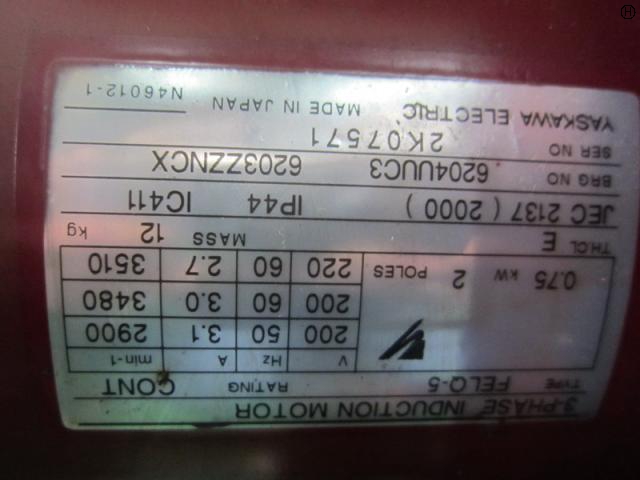 3-PHASE INDUCTION MOTOR
TYPE FELQ-5 RATING CONT
V Hz A min-1
200 50 3.1 2900
200 60 3.0 3480
0.75 kW 2 POLES 220 60 2.7 3510
THCL E MASS 12 kg
JEC 2137 ( 2000 ) IP44 IC411
BRG NO 6204UUC3 6203ZZNCX
SER NO 2K07571
YASKAWA ELECTRIC MADE IN JAPAN N46012-1
H